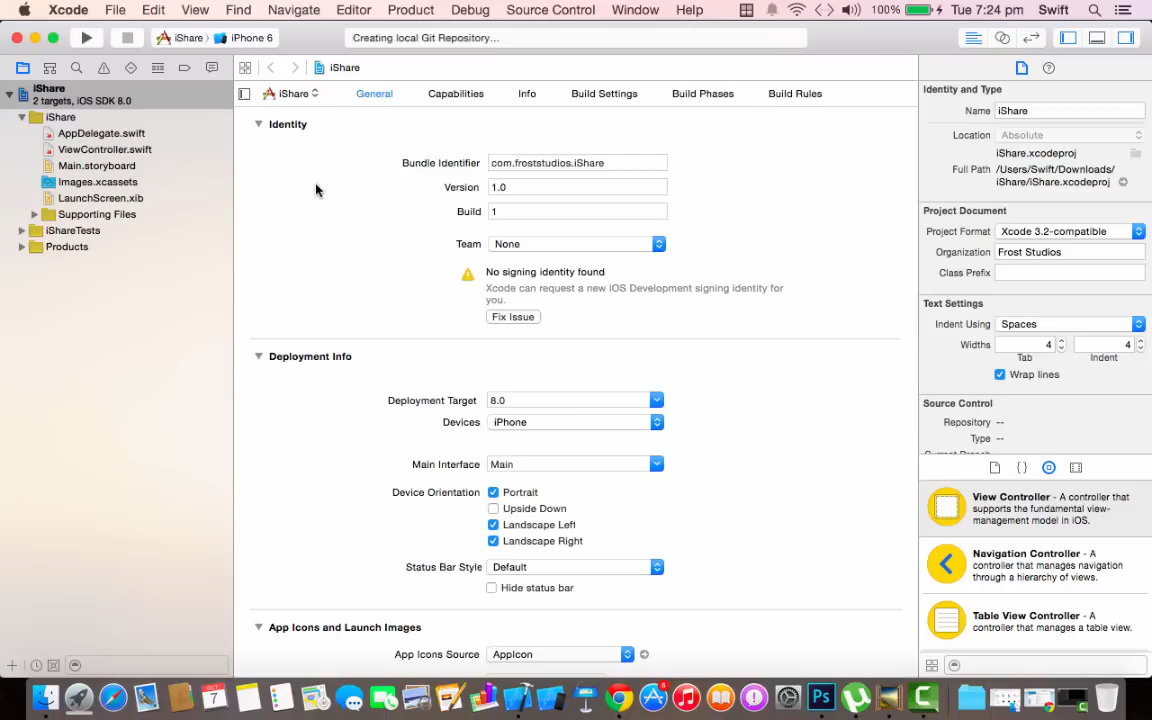 Xcode File Edit View Find Navigate Editor Product Debug Source Control Window Help 100% Tue 7:24 pm Swift
iShare iPhone 6 Creating local Git Repository...
iShare
2 targets, iOS SDK 8.0
iShare
AppDelegate.swift
ViewController.swift
Main.storyboard
Images.xcassets
LaunchScreen.xib
Supporting Files
iShareTests
Products
iShare
iShare General Capabilities Info Build Settings Build Phases Build Rules
Identity
Bundle Identifier com.froststudios.iShare
Version 1.0
Build 1
Team None
No signing identity found
Xcode can request a new iOS Development signing identity for
you.
Fix Issue
Deployment Info
Deployment Target 8.0
Devices iPhone
Main Interface Main
Device Orientation Portrait
Upside Down
Landscape Left
Landscape Right
Status Bar Style Default
Hide status bar
App Icons and Launch Images
App Icons Source AppIcon
Identity and Type
Name iShare
Location Absolute
iShare.xcodeproj
Full Path /Users/Swift/Downloads/
iShare/iShare.xcodeproj
Project Document
Project Format Xcode 3.2-compatible
Organization Frost Studios
Class Prefix
Text Settings
Indent Using Spaces
Widths 4 4
Tab Indent
Wrap lines
Source Control
Repository --
Type --
View Controller - A controller that
supports the fundamental view-
management model in iOS.
Navigation Controller - A
controller that manages navigation
through a hierarchy of views.
Table View Controller - A
controller that manages a table view.